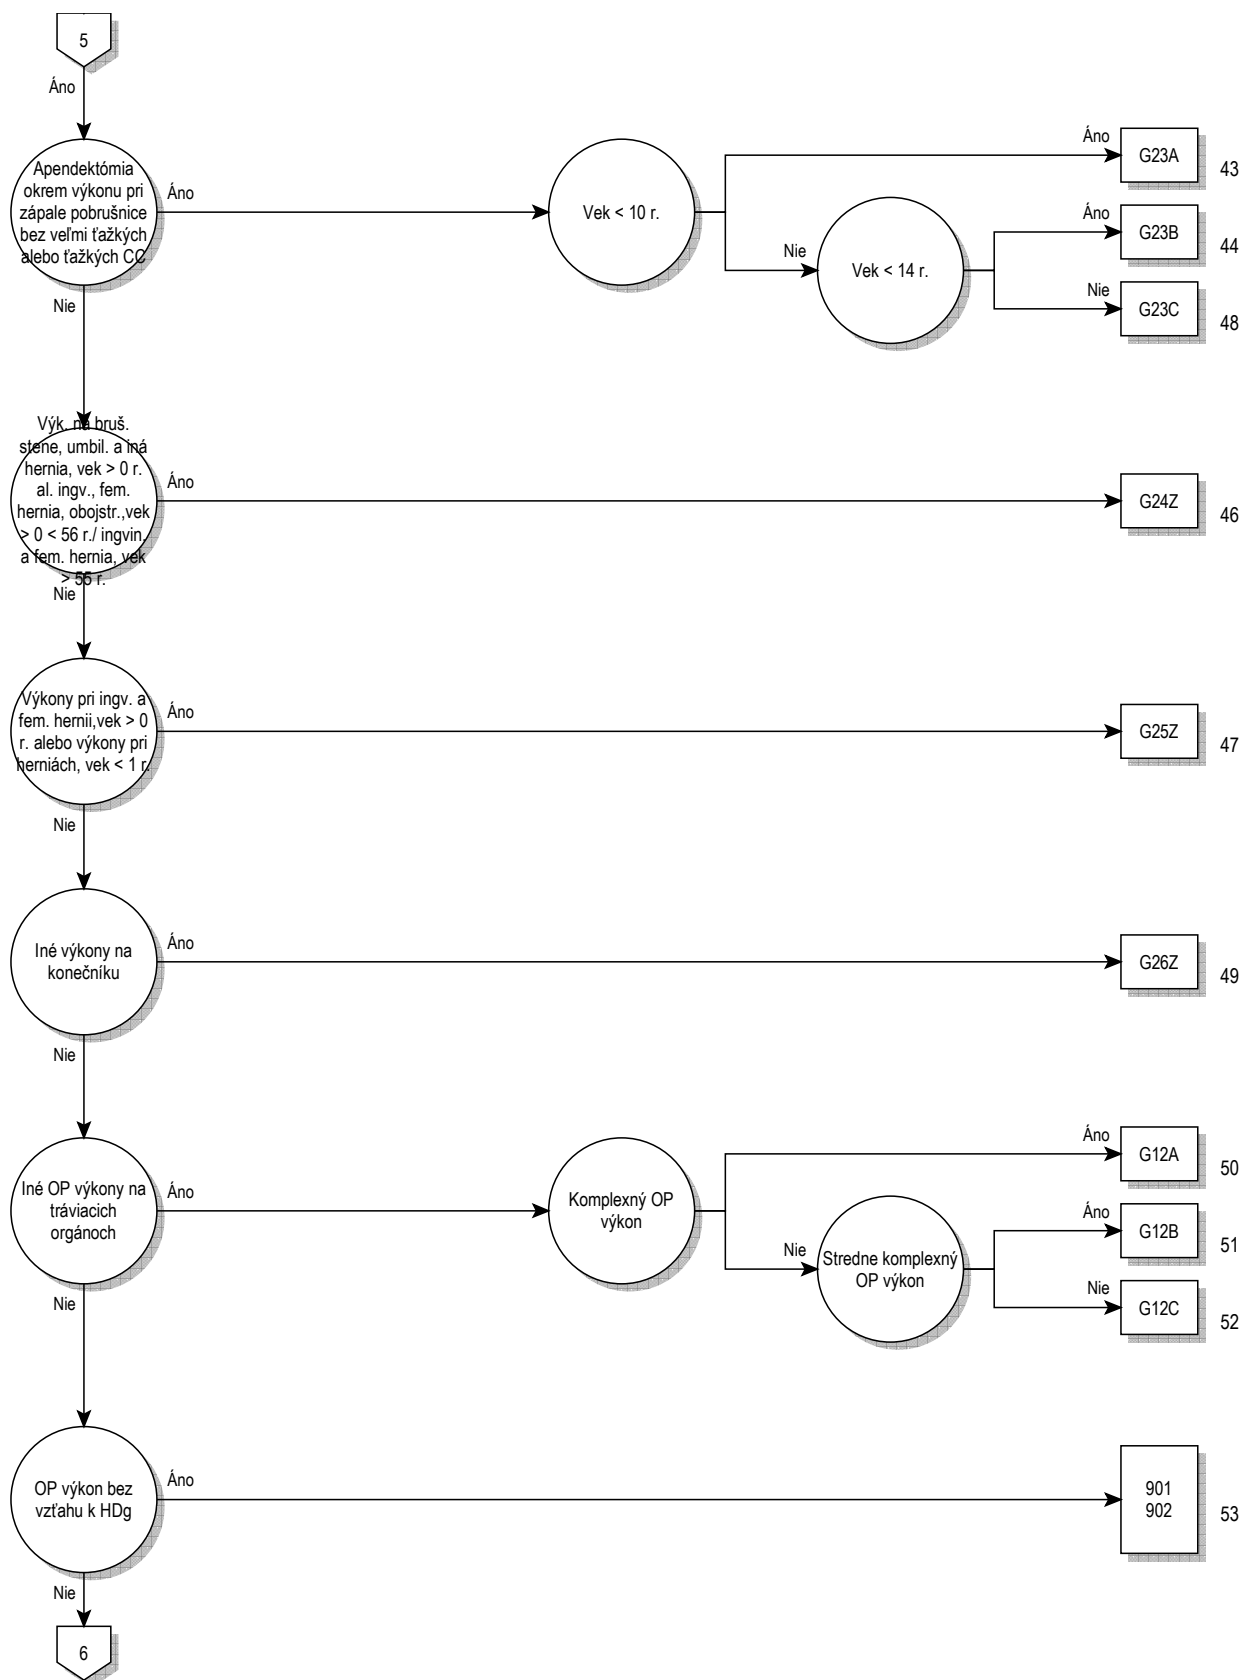 5
Áno
Apendektómia
okrem výkonu pri
zápale pobrušnice
bez veľmi ťažkých
alebo ťažkých CC
Áno
Vek < 10 r.
Áno
G23A
43
Nie
Vek < 14 r.
Áno
G23B
44
Nie
G23C
48
Nie
Výk. na bruš.
stene, umbil. a iná
hernia, vek > 0 r.
al. ingv., fem.
hernia, obojstr.,vek
> 0 < 56 r./ ingvin.
a fem. hernia, vek
> 55 r.
Áno
G24Z
46
Nie
Výkony pri ingv. a
fem. hernii,vek > 0
r. alebo výkony pri
herniách, vek < 1 r.
Áno
G25Z
47
Nie
Iné výkony na
konečníku
Áno
G26Z
49
Nie
Iné OP výkony na
tráviacich
orgánoch
Áno
Komplexný OP
výkon
Áno
G12A
50
Nie
Stredne komplexný
OP výkon
Áno
G12B
51
Nie
G12C
52
Nie
OP výkon bez
vzťahu k HDg
Áno
901
902
53
Nie
6